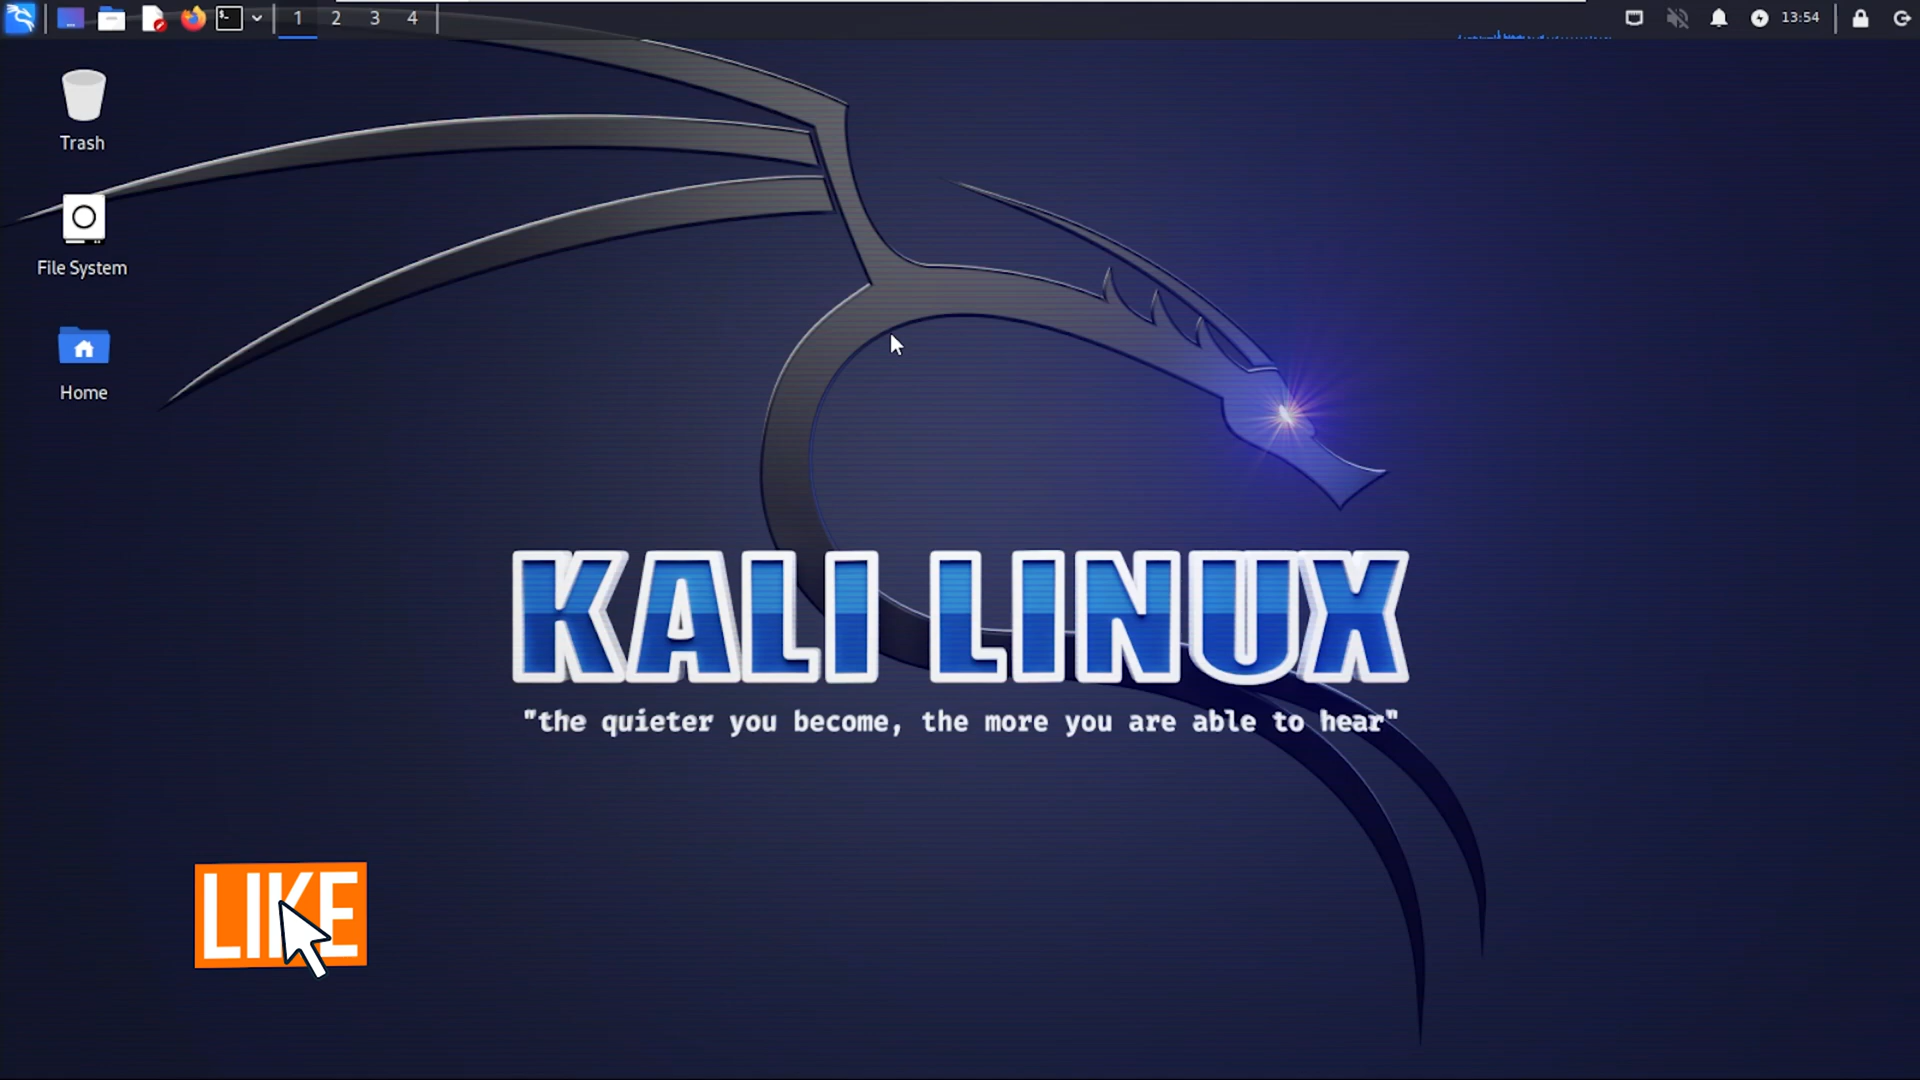 1 2 3 4
13:54
Trash
File System
Home
KALI LINUX
"the quieter you become, the more you are able to hear"
LIKE